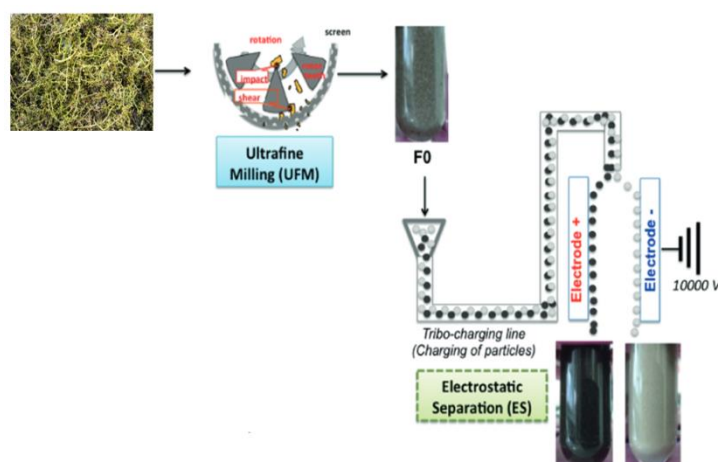 rotation
screen
impact
shear
Ultrafine
Milling (UFM)
F0
Electrode +
Electrode -
10000 V
Tribo-charging line
(Charging of particles)
Electrostatic
Separation (ES)